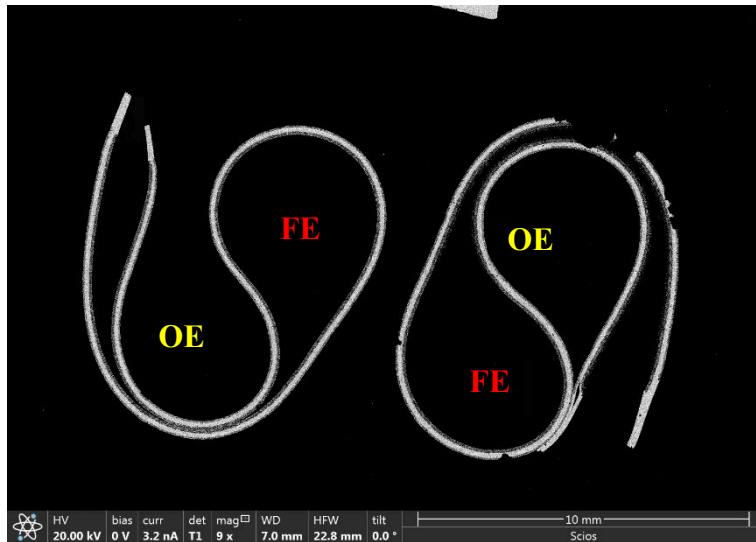 FE
OE
OE
FE
HV bias curr det mag WD HFW tilt 10 mm
20.00 kV 0 V 3.2 nA T1 9 x 7.0 mm 22.8 mm 0.0 ° Scios